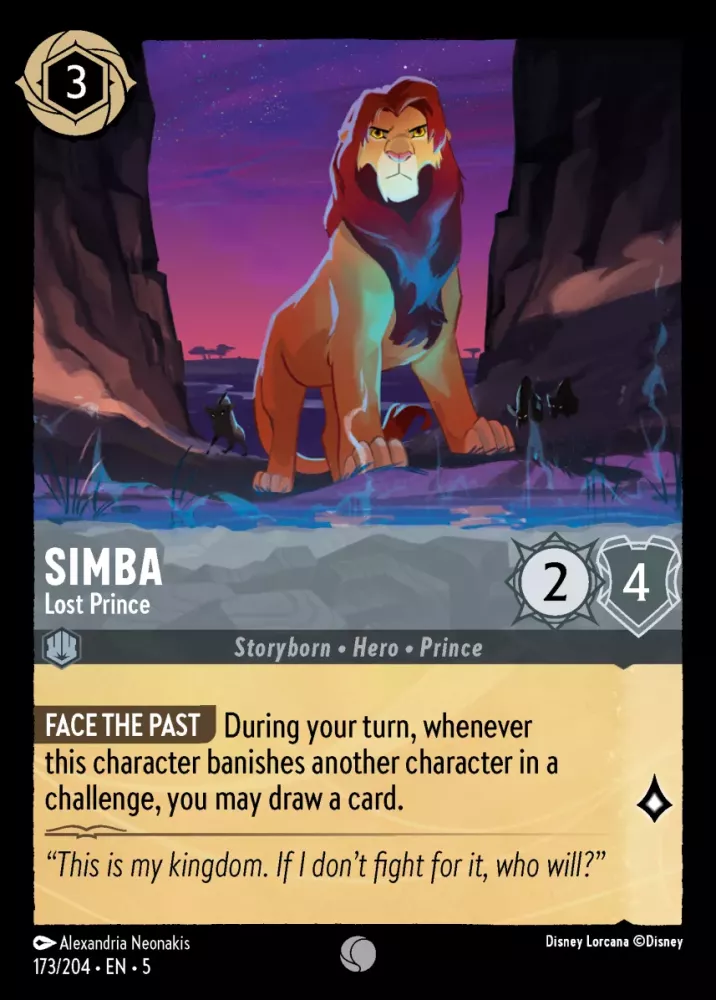 3
SIMBA
Lost Prince
2
4
Storyborn • Hero • Prince
FACE THE PAST During your turn, whenever
this character banishes another character in a
challenge, you may draw a card.
“This is my kingdom. If I don’t fight for it, who will?”
Alexandria Neonakis
Disney Lorcana ©Disney
173/204 • EN • 5